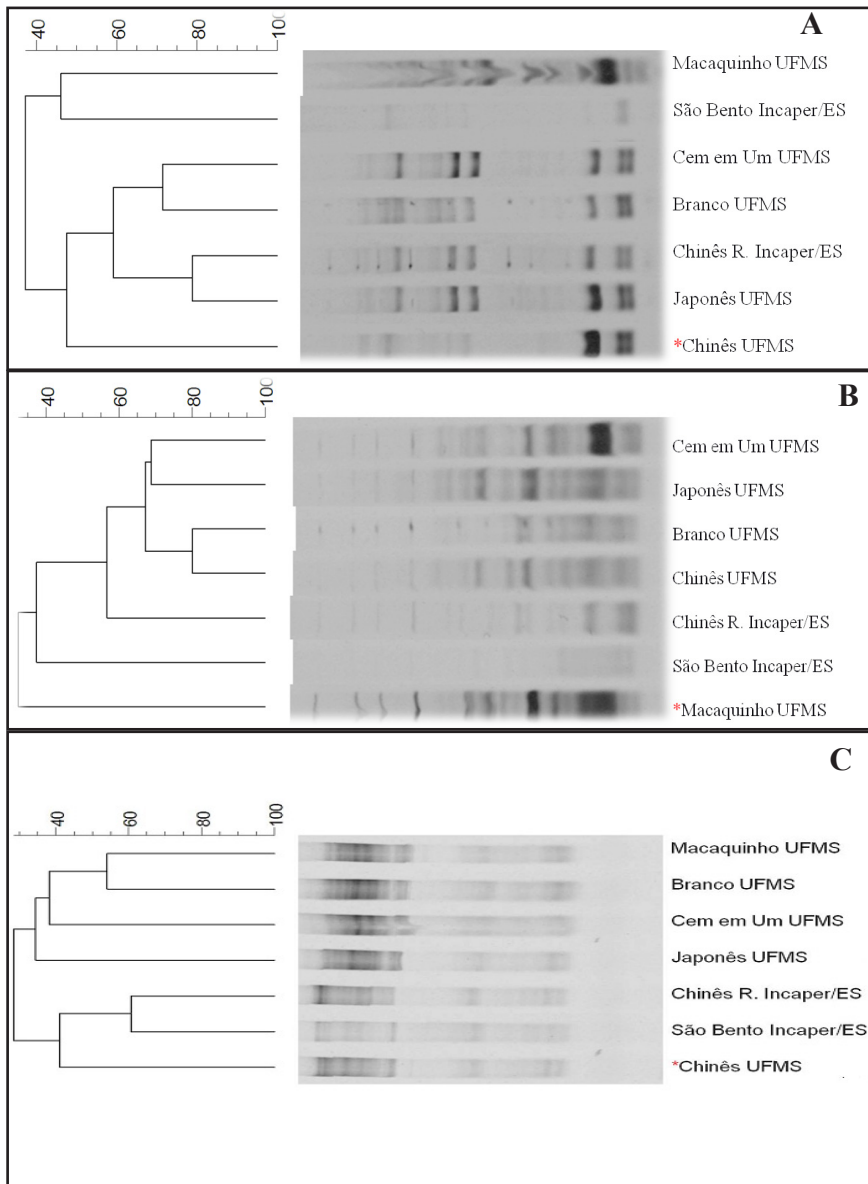 A
40 60 80 100
Macaquinho UFMS
São Bento Incaper/ES
Cem em Um UFMS
Branco UFMS
Chinês R. Incaper/ES
Japonês UFMS
*Chinês UFMS
B
40 60 80 100
Cem em Um UFMS
Japonês UFMS
Branco UFMS
Chinês UFMS
Chinês R. Incaper/ES
São Bento Incaper/ES
*Macaquinho UFMS
C
40 60 80 100
Macaquinho UFMS
Branco UFMS
Cem em Um UFMS
Japonês UFMS
Chinês R. Incaper/ES
São Bento Incaper/ES
*Chinês UFMS